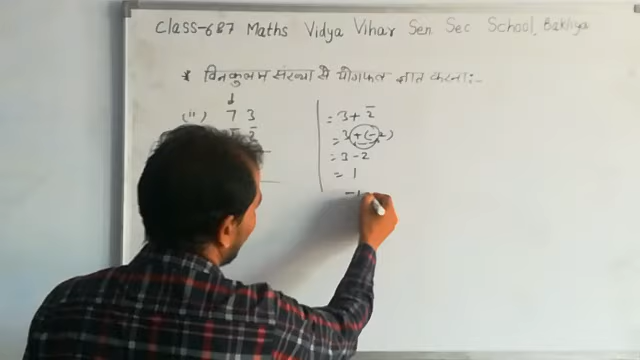 Class-6&7 Maths Vidya Vihar Sen Sec School, Bakliya
* विनकुलम संख्या से योगफल ज्ञात करना:-
(ii) 7 3
2̅
= 3 + 2̅
= 3 + (-2)
= 3 - 2
= 1